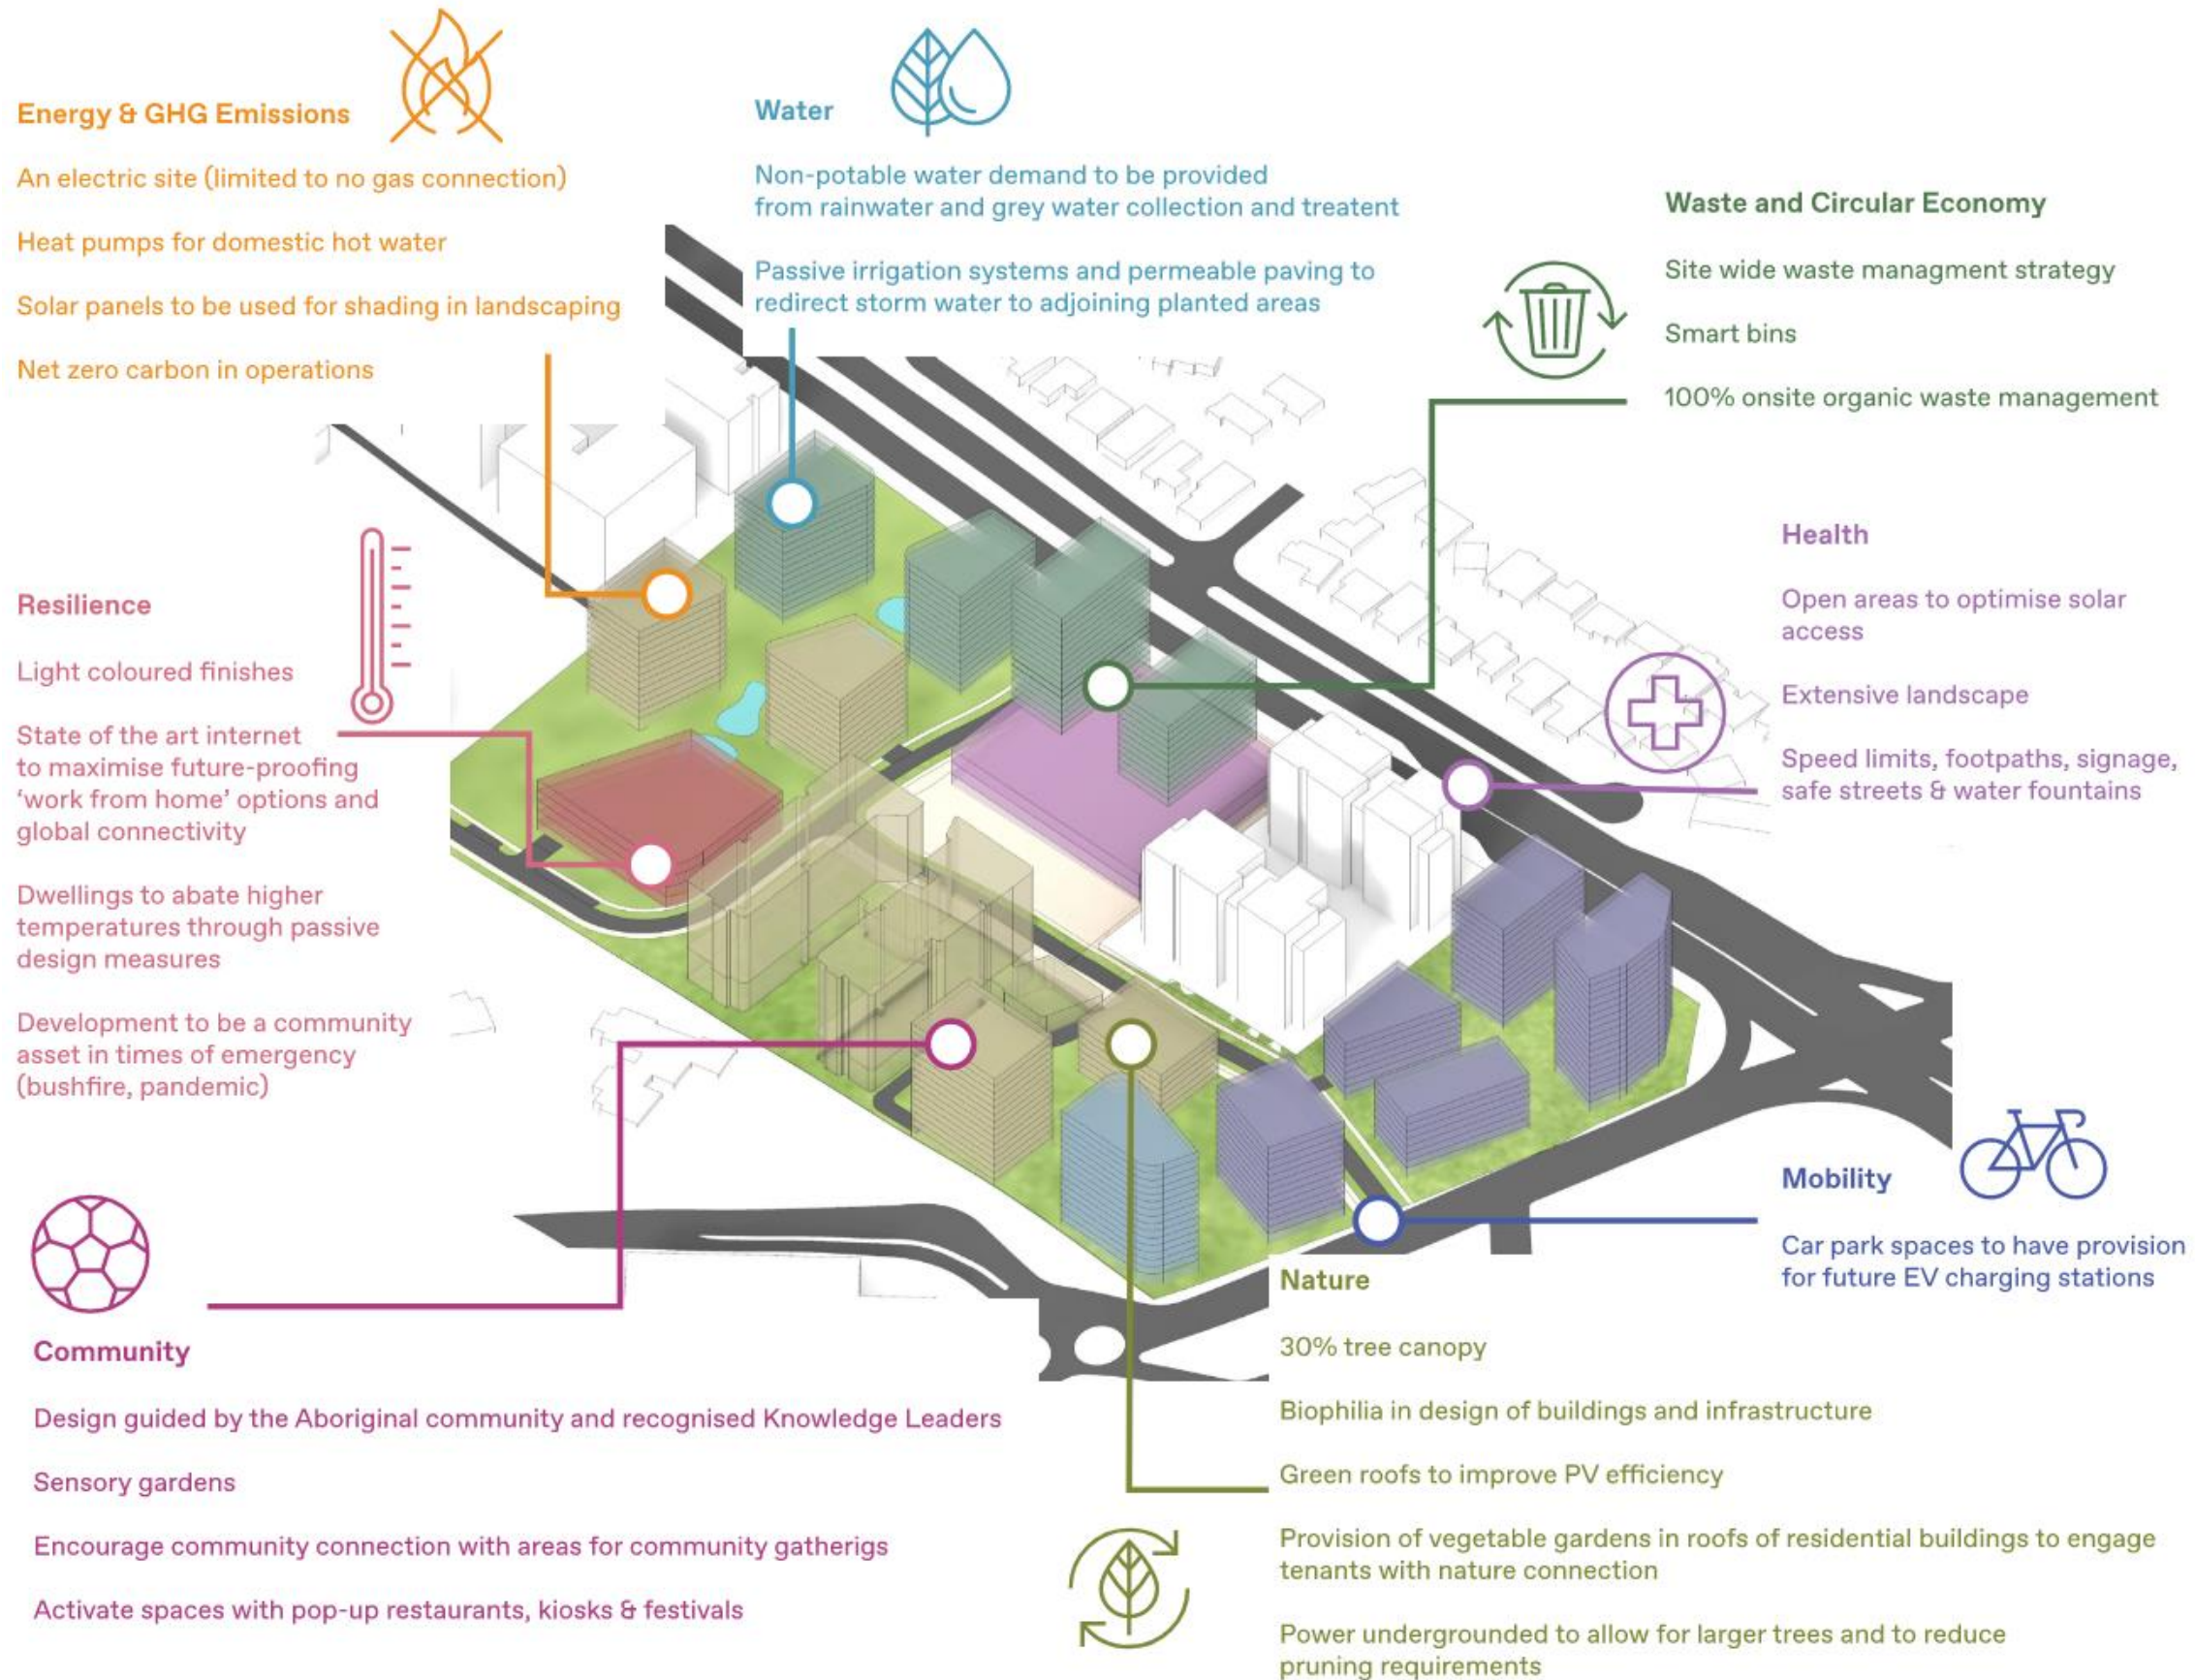 Energy & GHG Emissions
An electric site (limited to no gas connection)
Heat pumps for domestic hot water
Solar panels to be used for shading in landscaping
Net zero carbon in operations
Water
Non-potable water demand to be provided
from rainwater and grey water collection and treatent
Passive irrigation systems and permeable paving to
redirect storm water to adjoining planted areas
Waste and Circular Economy
Site wide waste managment strategy
Smart bins
100% onsite organic waste management
Health
Open areas to optimise solar
access
Extensive landscape
Speed limits, footpaths, signage,
safe streets & water fountains
Resilience
Light coloured finishes
State of the art internet
to maximise future-proofing
‘work from home’ options and
global connectivity
Dwellings to abate higher
temperatures through passive
design measures
Development to be a community
asset in times of emergency
(bushfire, pandemic)
Mobility
Car park spaces to have provision
for future EV charging stations
Community
Design guided by the Aboriginal community and recognised Knowledge Leaders
Sensory gardens
Encourage community connection with areas for community gatherigs
Activate spaces with pop-up restaurants, kiosks & festivals
Nature
30% tree canopy
Biophilia in design of buildings and infrastructure
Green roofs to improve PV efficiency
Provision of vegetable gardens in roofs of residential buildings to engage
tenants with nature connection
Power undergrounded to allow for larger trees and to reduce
pruning requirements